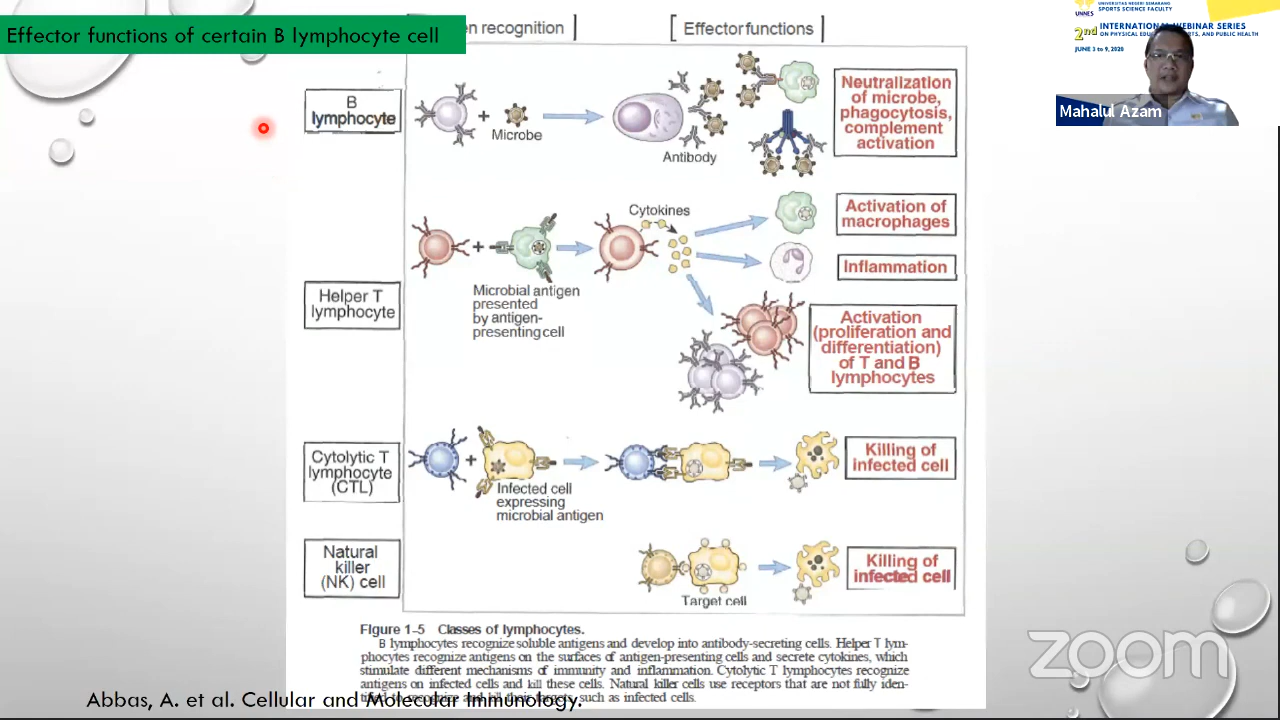 Effector functions of certain B lymphocyte cell
en recognition ]
[ Effector functions ]
B
lymphocyte
Microbe
Antibody
Neutralization
of microbe,
phagocytosis,
complement
activation
Helper T
lymphocyte
Microbial antigen
presented
by antigen-
presenting cell
Cytokines
Activation of
macrophages
Inflammation
Activation
(proliferation and
differentiation)
of T and B
lymphocytes
Cytolytic T
lymphocyte
(CTL)
Infected cell
expressing
microbial antigen
Killing of
infected cell
Natural
killer
(NK) cell
Target cell
Killing of
infected cell
Figure 1-5 Classes of lymphocytes.
B lymphocytes recognize soluble antigens and develop into antibody-secreting cells. Helper T lym-
phocytes recognize antigens on the surfaces of antigen-presenting cells and secrete cytokines, which
stimulate different mechanisms of immunity and inflammation. Cytolytic T lymphocytes recognize
antigens on infected cells and kill these cells. Natural killer cells use receptors that are not fully iden-
to recognize and kill their targets, such as infected cells.
Abbas, A. et al. Cellular and Molecular Immunology.
UNNES
UNIVERSITAS NEGERI SEMARANG
SPORTS SCIENCE FACULTY
2nd INTERNATIONAL WEBINAR SERIES
ON PHYSICAL EDU RTS, AND PUBLIC HEALTH
JUNE 3 to 9, 2020
Mahalul Azam
zoom